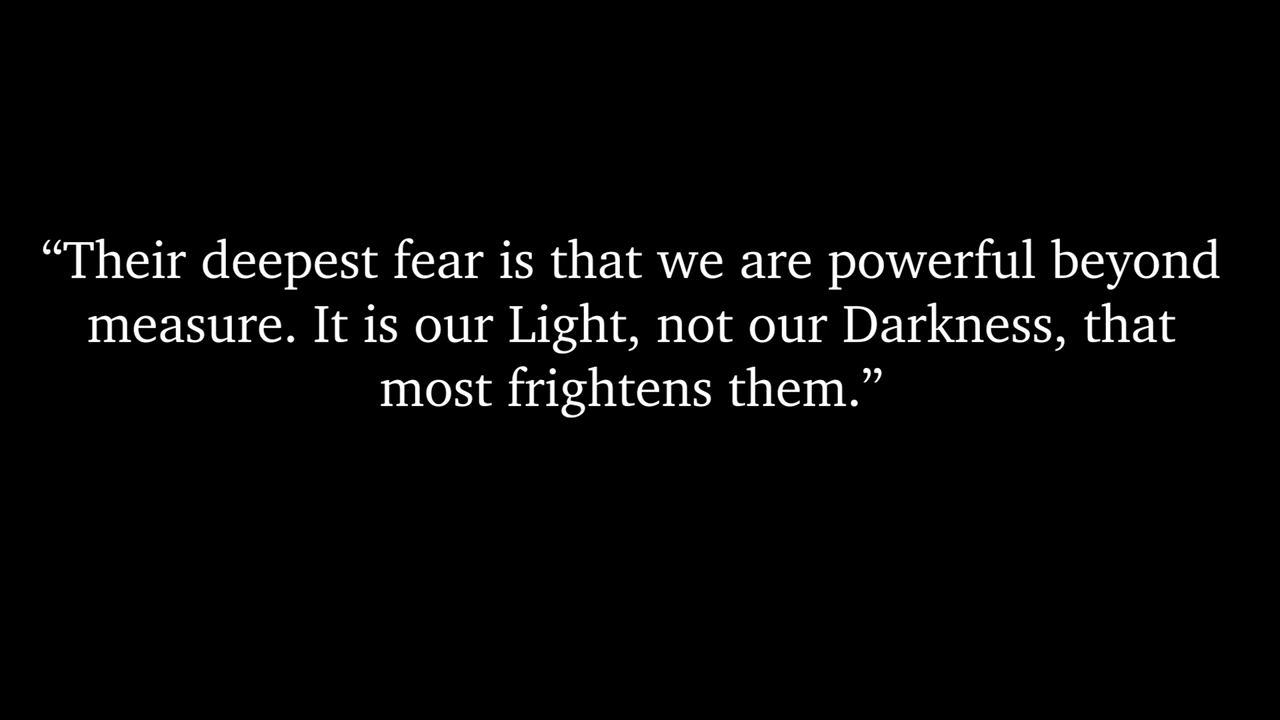 “Their deepest fear is that we are powerful beyond
measure. It is our Light, not our Darkness, that
most frightens them.”